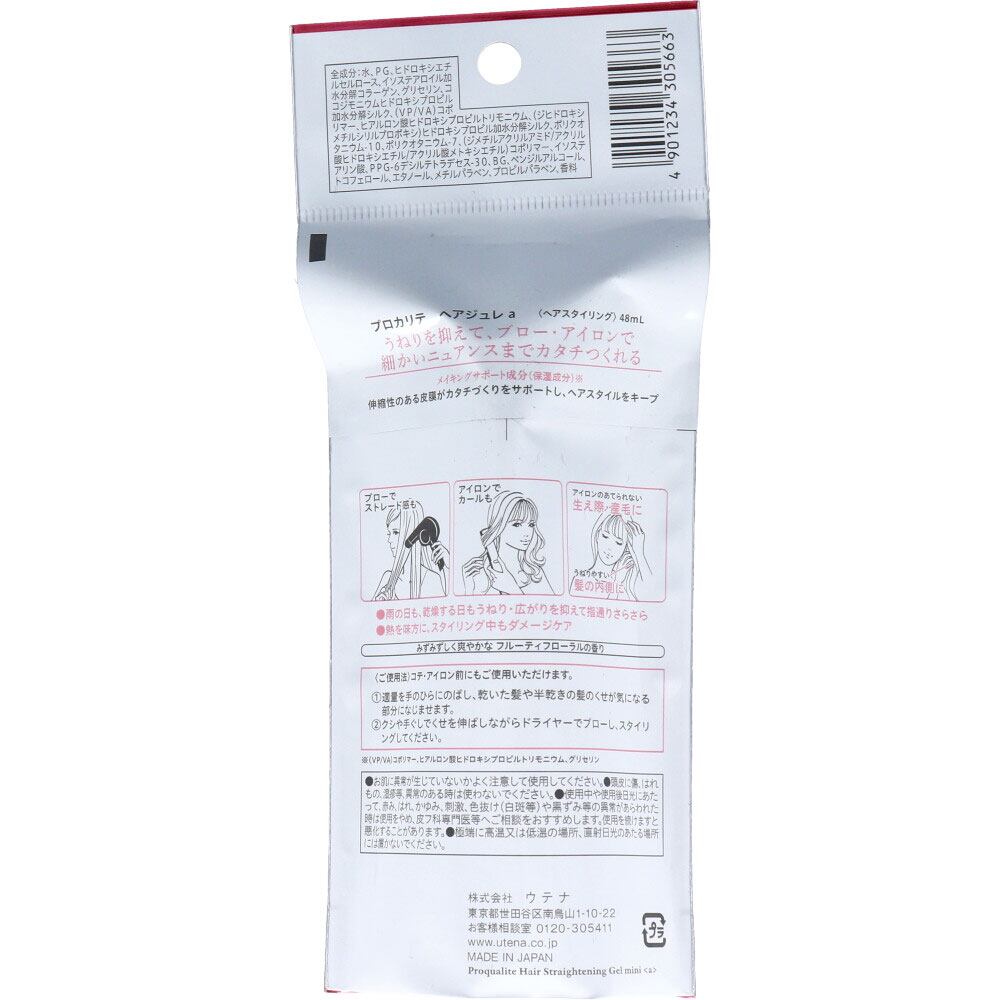 全成分：水、PG、ヒドロキシエチ
ルセルロース、イソステアロイル加
水分解コラーゲン、グリセリン、コ
コジモニウムヒドロキシプロピル
加水分解シルク、(VP/VA)コポ
リマー、ヒアルロン酸ヒドロキシプロピルトリモニウム、(ジヒドロキシ
メチルシリルプロポキシ)ヒドロキシプロピル加水分解シルク、ポリクオ
タニウム-10、ポリクオタニウム-7、(ジメチルアクリルアミド/アクリル
酸ヒドロキシエチル/アクリル酸メトキシエチル)コポリマー、イソステ
アリン酸、PPG-6デシルテトラデセス-30、BG、ベンジルアルコール、
トコフェロール、エタノール、メチルパラベン、プロピルパラベン、香料
4 901234 305663
プロカリテ ヘアジュレ a 〈ヘアスタイリング〉 48mL
うねりを抑えて、ブロー・アイロンで
細かいニュアンスまでカタチつくれる
メイキングサポート成分(保湿成分)※
伸縮性のある皮膜がカタチづくりをサポートし、ヘアスタイルをキープ
ブローで
ストレート感も
アイロンで
カールも
アイロンのあてられない
生え際・産毛に
うねりやすい
髪の内側に
●雨の日も、乾燥する日もうねり・広がりを抑えて指通りさらさら
●熱を味方に、スタイリング中もダメージケア
みずみずしく爽やかな フルーティフローラルの香り
〈ご使用法〉コテ・アイロン前にもご使用いただけます。
①適量を手のひらにのばし、乾いた髪や半乾きの髪のくせが気になる
部分になじませます。
②クシや手ぐしでくせを伸ばしながらドライヤーでブローし、スタイリ
ングしてください。
※(VP/VA)コポリマー、ヒアルロン酸ヒドロキシプロピルトリモニウム、グリセリン
●お肌に異常が生じていないかよく注意して使用してください。●頭皮に傷、はれ
もの、湿疹等、異常のある時は使わないでください。●使用中や使用後日光にあた
って、赤み、はれ、かゆみ、刺激、色抜け(白斑等)や黒ずみ等の異常があらわれた
時は使用をやめ、皮フ科専門医等へご相談をおすすめします。使用を続けますと
悪化することがあります。●極端に高温又は低温の場所、直射日光のあたる場所
には置かないでください。
株式会社 ウテナ
東京都世田谷区南烏山1-10-22
お客様相談室 0120-305411
www.utena.co.jp
MADE IN JAPAN
Proqualite Hair Straightening Gel mini <a>
プラ